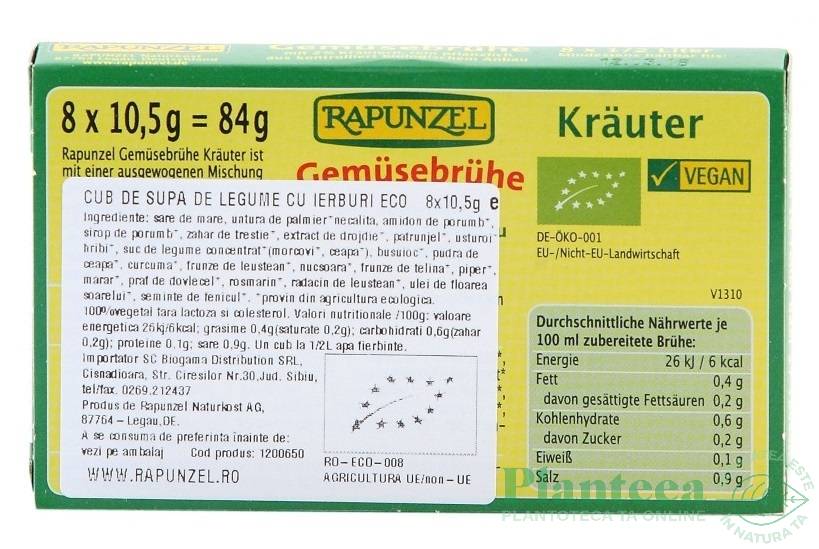 RAPUNZEL
Gemüsebrühe
8 x 1/2 Liter
8 x 10,5g = 84g
RAPUNZEL
Kräuter
Rapunzel Gemüsebrühe Kräuter ist
mit einer ausgewogenen Mischung
Gemüsebrühe
VEGAN
CUB DE SUPA DE LEGUME CU IERBURI ECO 8x10,5g e
Ingrediente: sare de mare, untura de palmier*necalita, amidon de porumb*,
sirop de porumb*, zahar de trestie*, extract de drojdie*, patrunjel*, usturoi*
hribi*, suc de legume concentrat*(morcovi*, ceapa*), busuioc*, pudra de
ceapa*, curcuma*, frunze de leustean*, nucsoara*, frunze de telina*, piper*,
marar*, praf de dovlecel*, rosmarin*, radacin de leustean*, ulei de floarea
soarelui*, seminte de fenicul*. *provin din agricultura ecologica.
100%vegetal fara lactoza si colesterol. Valori nutritionale /100g: valoare
energetica 26kj/6kcal; grasime 0,4g(saturate 0,2g); carbohidrati 0,6g(zahar
0,2g); proteine 0,1g; sare 0,9g. Un cub la 1/2L apa fierbinte.
Importator SC Biogama Distribution SRL,
Cisnadioara, Str. Ciresilor Nr.30,Jud. Sibiu,
tel/fax. 0269.212437
Produs de Rapunzel Naturkost AG,
87764 – Legau,DE.
A se consuma de preferinta inainte de:
vezi pe ambalaj Cod produs: 1200650
WWW.RAPUNZEL.RO
RO-ECO-008
AGRICULTURA UE/non-UE
DE-ÖKO-001
EU-/Nicht-EU-Landwirtschaft
V1310
Durchschnittliche Nährwerte je
100 ml zubereitete Brühe:
Energie 26 kJ / 6 kcal
Fett 0,4 g
davon gesättigte Fettsäuren 0,2 g
Kohlenhydrate 0,6 g
davon Zucker 0,2 g
Eiweiß 0,1 g
Salz 0,9 g
Planteea
PLANTOTECA TA ONLINE